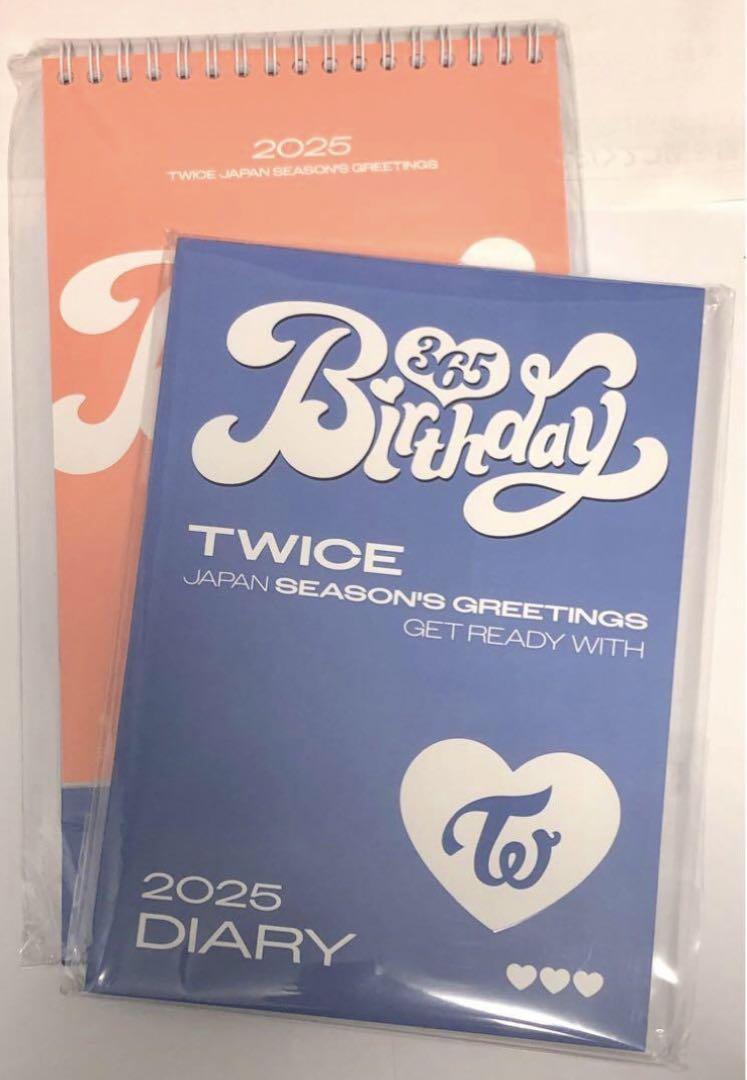 2025
TWICE JAPAN SEASON'S GREETINGS
365
Birthday
TWICE
JAPAN SEASON'S GREETINGS
GET READY WITH
TW
2025
DIARY